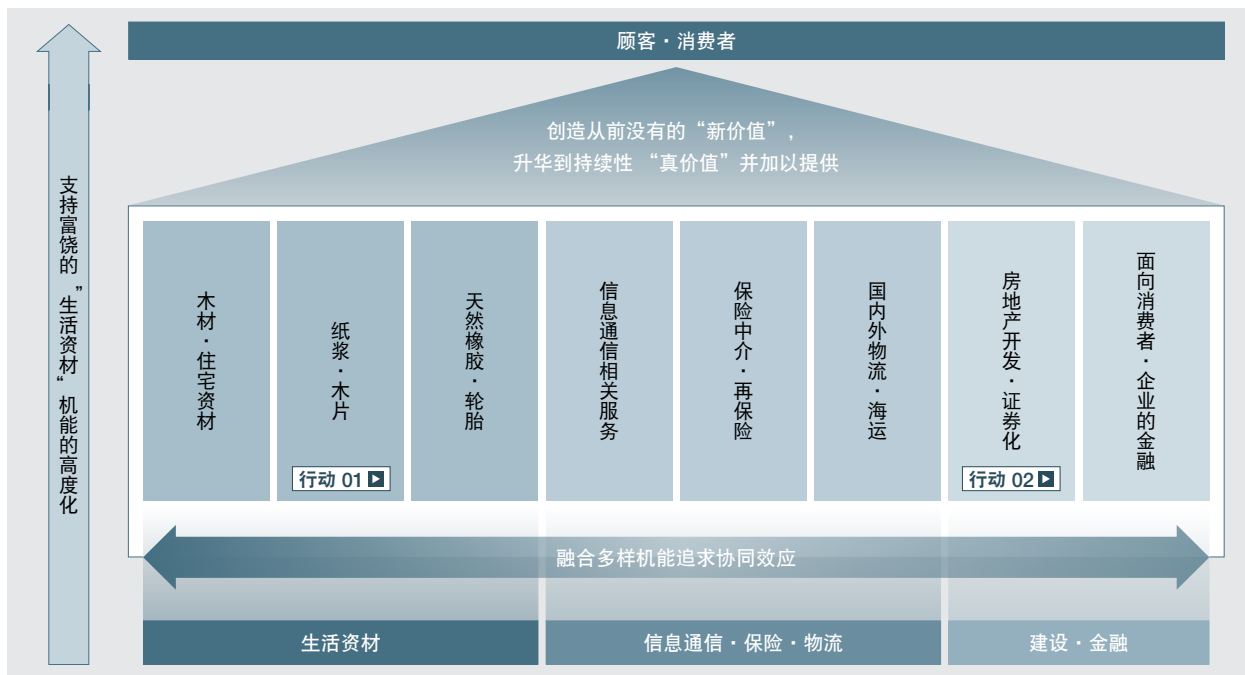 顾客・消费者
创造从前没有的“新价值”，
升华到持续性 “真价值”并加以提供
支持富饶的”生活资材“机能的高度化
木材・住宅资材
纸浆・木片
行动 01
天然橡胶・轮胎
信息通信相关服务
保险中介・再保险
国内外物流・海运
房地产开发・证券化
行动 02
面向消费者・企业的金融
融合多样机能追求协同效应
生活资材
信息通信・保险・物流
建设・金融